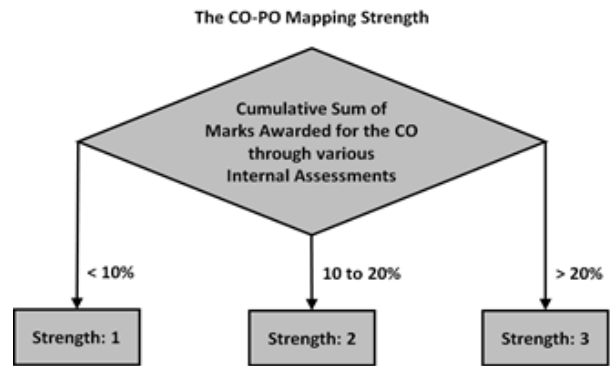 The CO-PO Mapping Strength
Cumulative Sum of
Marks Awarded for the CO
through various
Internal Assessments
< 10%
10 to 20%
> 20%
Strength: 1
Strength: 2
Strength: 3